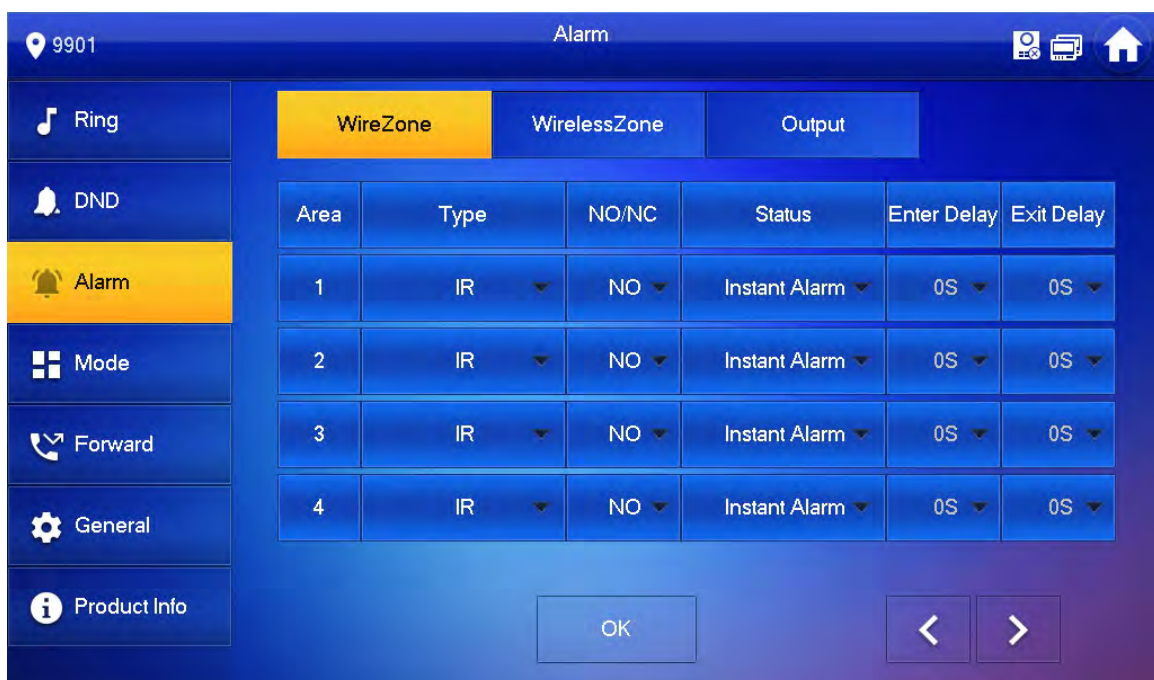 9901 Alarm
Ring
DND
Alarm
Mode
Forward
General
Product Info
WireZone WirelessZone Output
Area Type NO/NC Status Enter Delay Exit Delay
1 IR NO Instant Alarm 0S 0S
2 IR NO Instant Alarm 0S 0S
3 IR NO Instant Alarm 0S 0S
4 IR NO Instant Alarm 0S 0S
OK